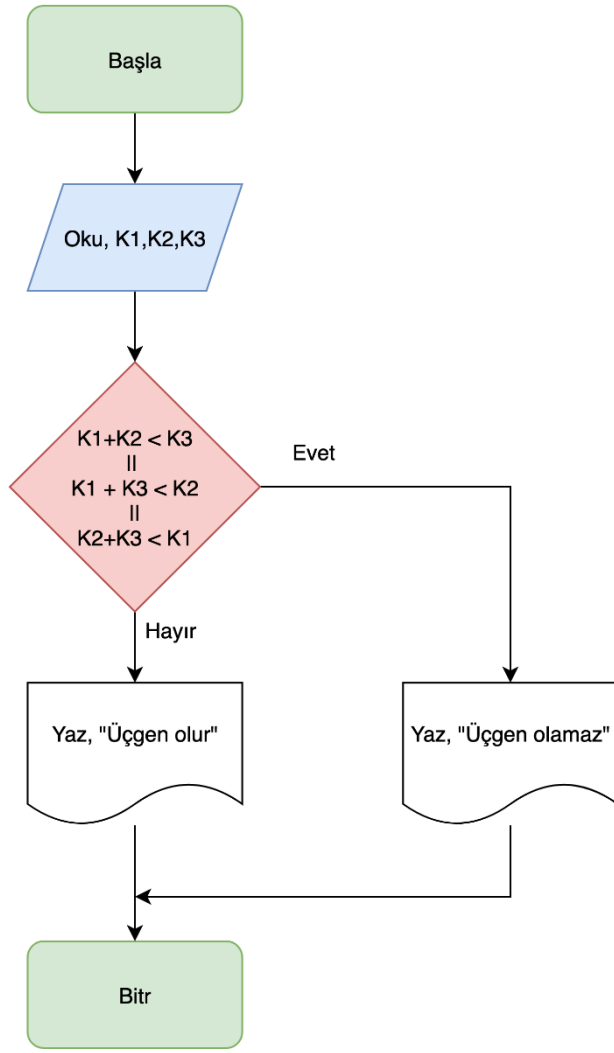 Başla
Oku, K1,K2,K3
K1+K2 < K3
||
K1 + K3 < K2
||
K2+K3 < K1
Evet
Hayır
Yaz, "Üçgen olur"
Yaz, "Üçgen olamaz"
Bitr